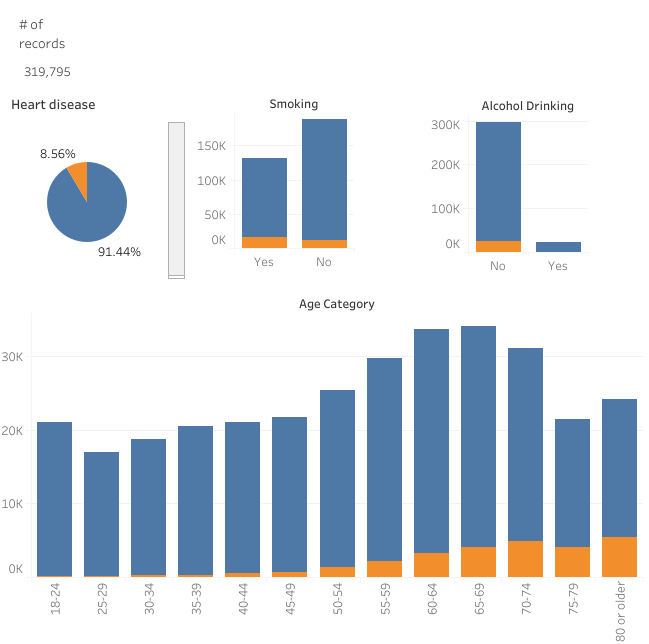 # of
records
319,795
Heart disease
8.56%
91.44%
Smoking
150K
100K
50K
0K
Yes
No
Alcohol Drinking
300K
200K
100K
0K
No
Yes
Age Category
30K
20K
10K
0K
18-24
25-29
30-34
35-39
40-44
45-49
50-54
55-59
60-64
65-69
70-74
75-79
80 or older